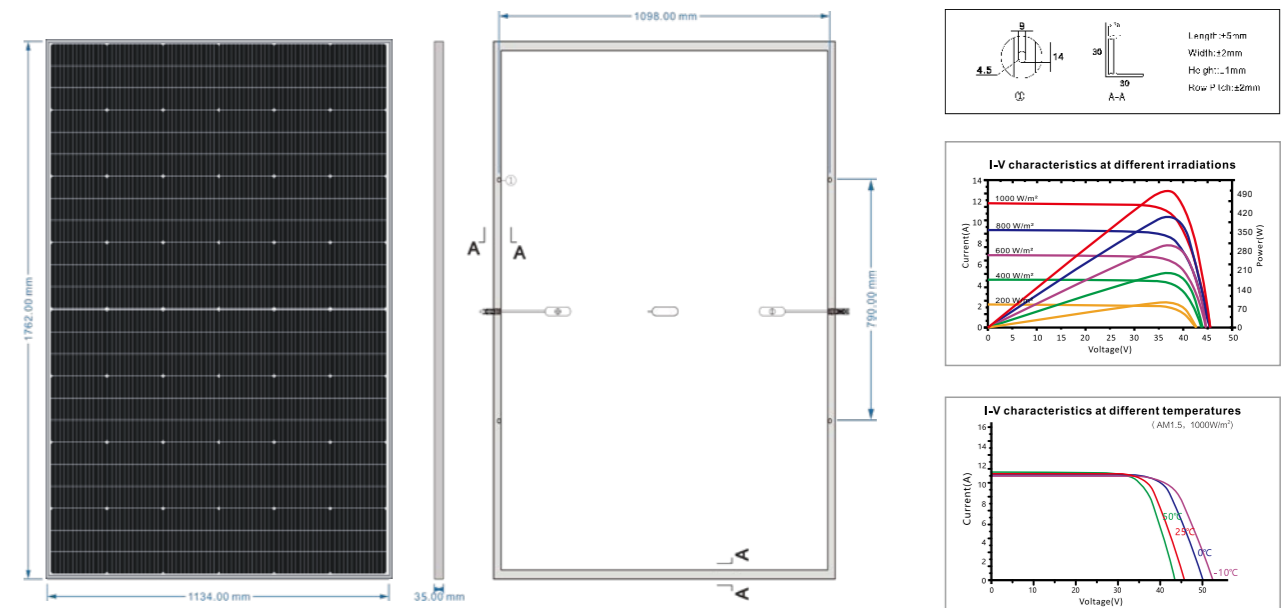 1762.00 mm
1134.00 mm
35.00 mm
1098.00 mm
①
A
A
790.00 mm
A
A
9
14
4.5
①
30
30
A-A
Length:±5mm
Width:±2mm
Height:±1mm
Row Pitch:±2mm
I-V characteristics at different irradiations
Current(A)
14
12
10
8
6
4
2
0
1000 W/m²
800 W/m²
600 W/m²
400 W/m²
200 W/m²
490
420
350
280
210
140
70
0
Power(W)
0 5 10 15 20 25 30 35 40 45 50
Voltage(V)
I-V characteristics at different temperatures
(AM1.5, 1000W/m²)
Current(A)
16
14
12
10
8
6
4
2
0
50℃
25℃
0℃
-10℃
0 10 20 30 40 50
Voltage(V)